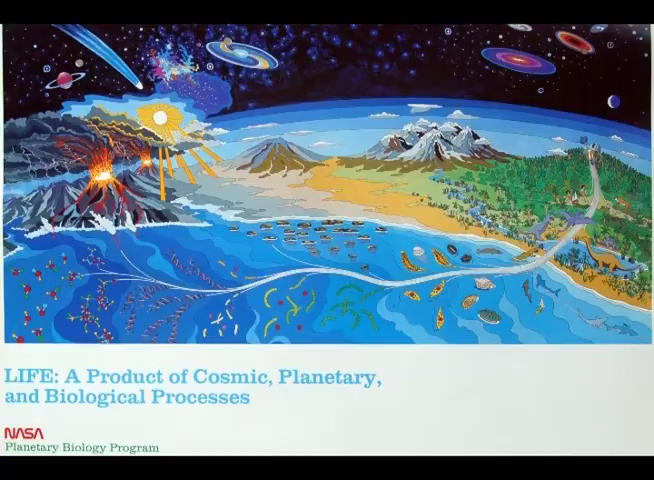 LIFE: A Product of Cosmic, Planetary,
and Biological Processes
NASA
Planetary Biology Program